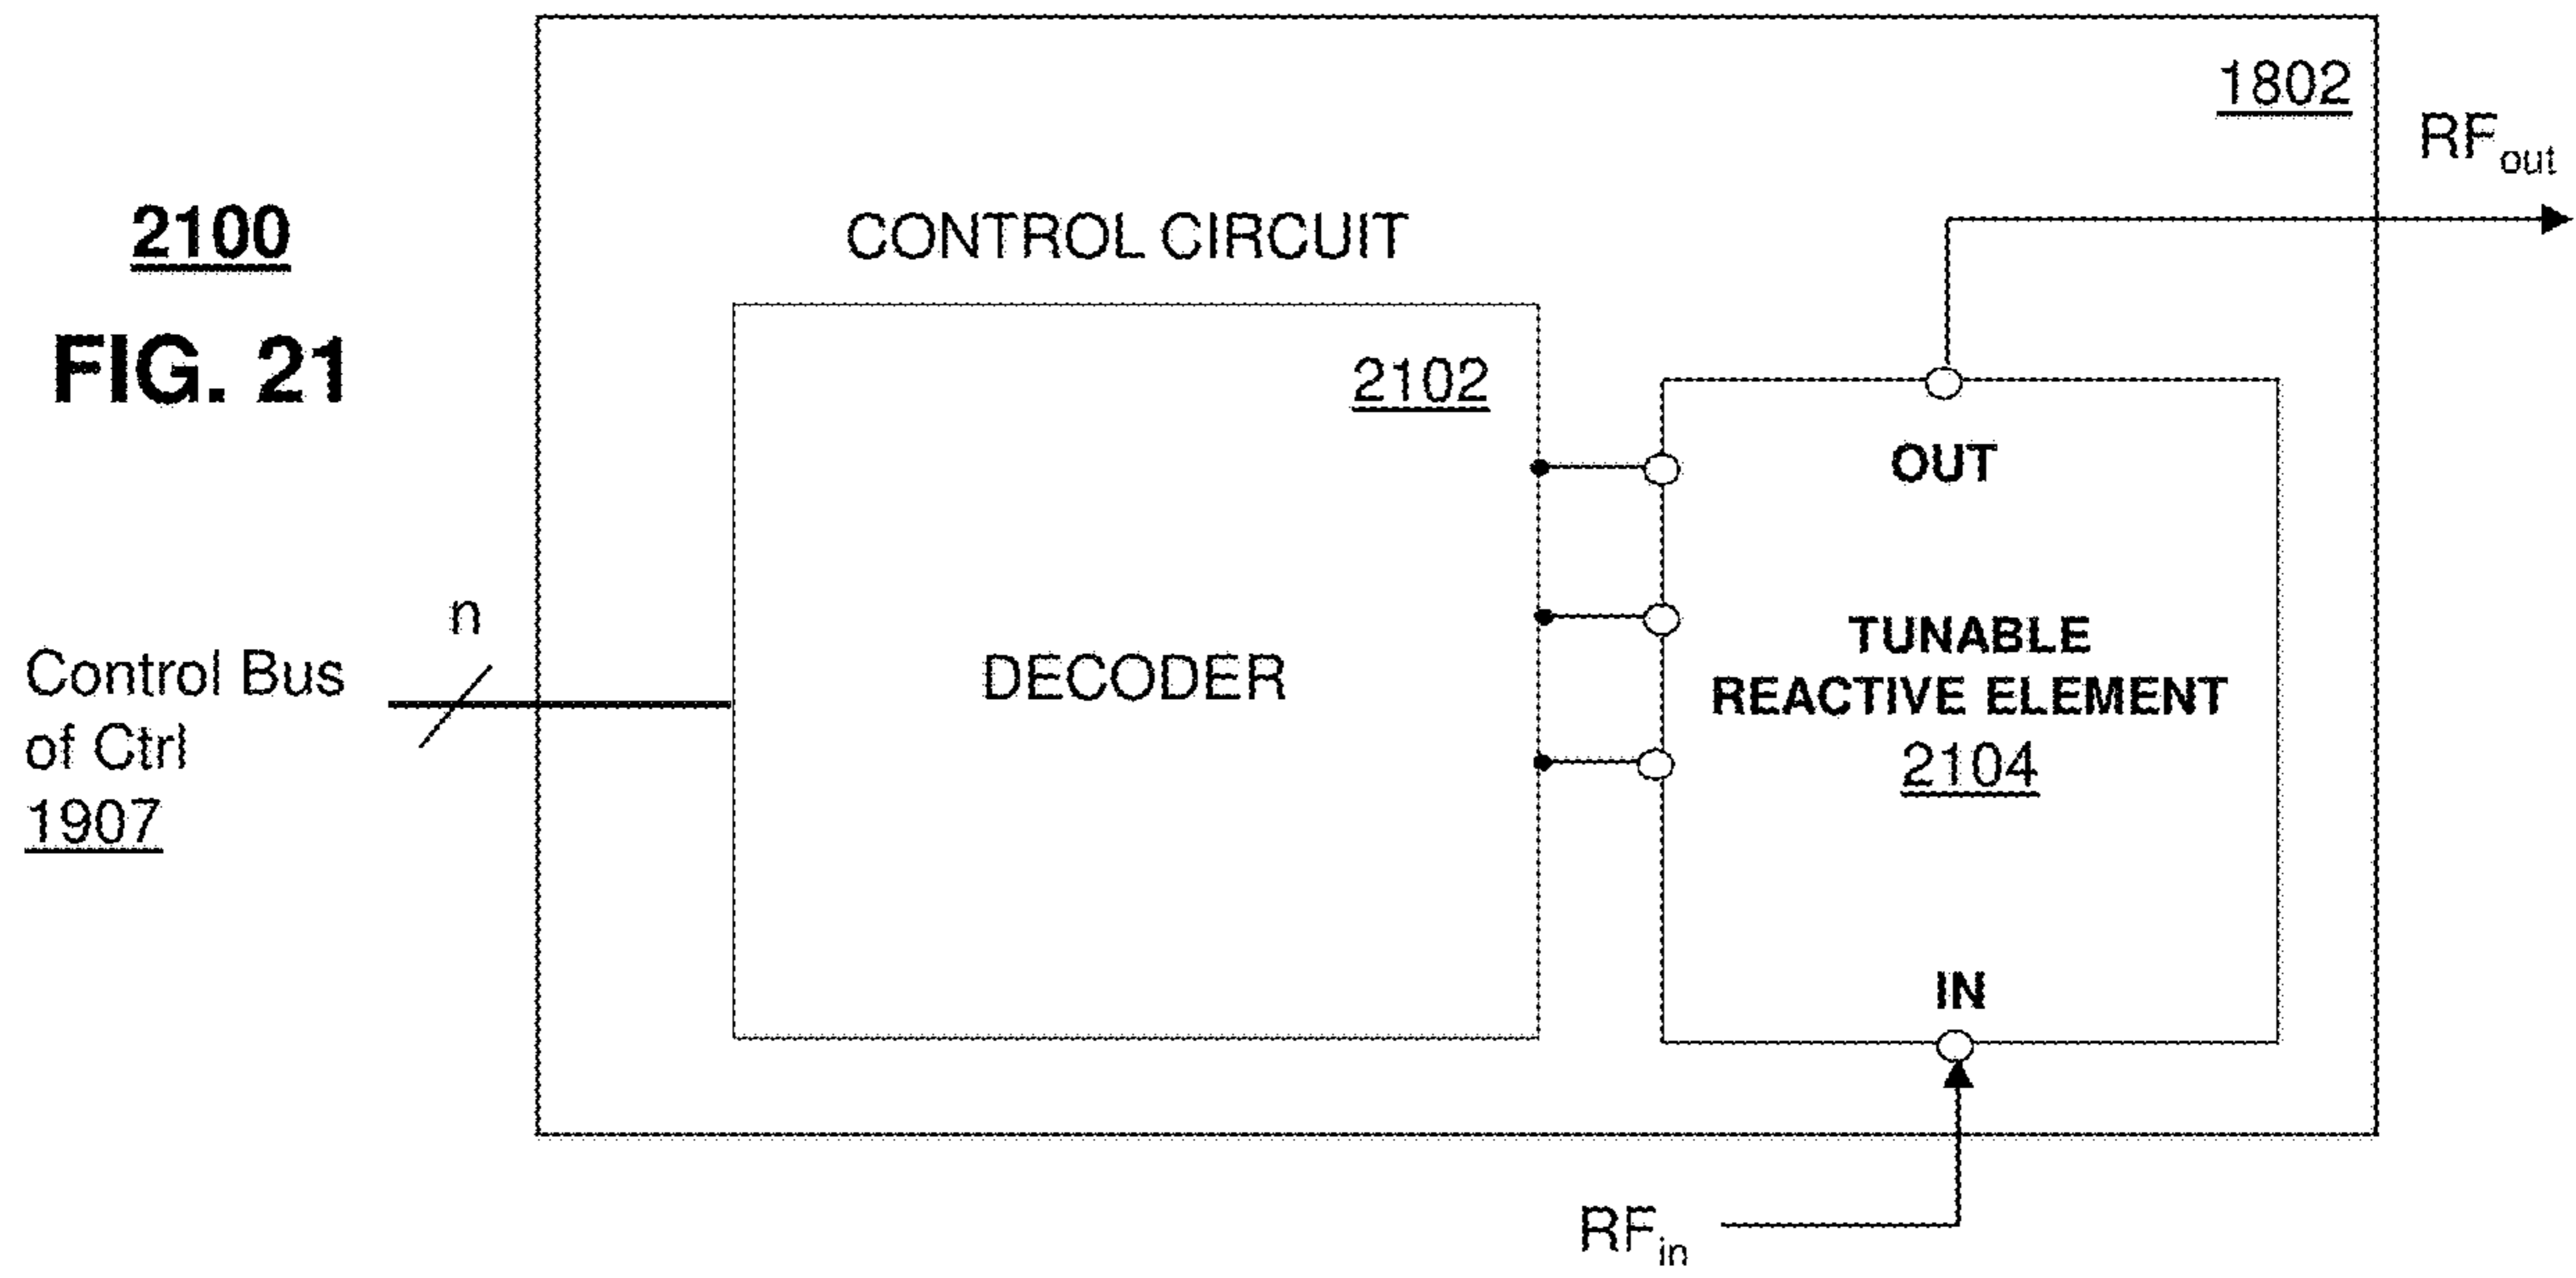 2100
FIG. 21
1802
RFout
CONTROL CIRCUIT
2102
DECODER
OUT
TUNABLE
REACTIVE ELEMENT
2104
IN
n
Control Bus
of Ctrl
1907
RFin